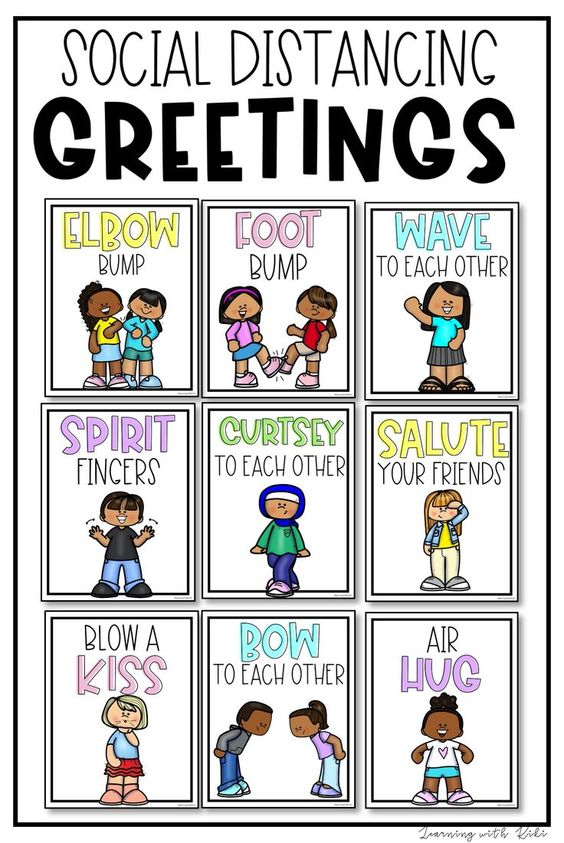 SOCIAL DISTANCING
GREETINGS
ELBOW
BUMP
FOOT
BUMP
WAVE
TO EACH OTHER
SPIRIT
FINGERS
CURTSEY
TO EACH OTHER
SALUTE
YOUR FRIENDS
BLOW A
KISS
BOW
TO EACH OTHER
AIR
HUG
Learning with Kiki